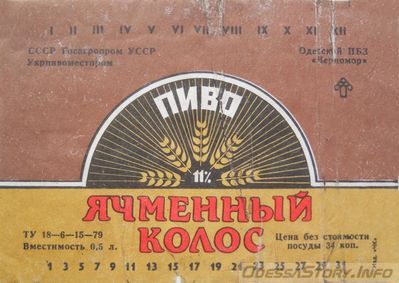 I II III IV V VI VII VIII IX X XI XII
СССР Госагропром УССР
Укрпивоместпром
Одесский ПБЗ
«Черномор»
ПИВО
11%
ЯЧМЕННЫЙ
КОЛОС
ТУ 18—6—15—79
Вместимость 0,5 л.
Цена без стоимости
посуды 34 коп.
1 3 5 7 9 11 13 15 17 19 21 23 25 27 29 31
OdessaStory.Info